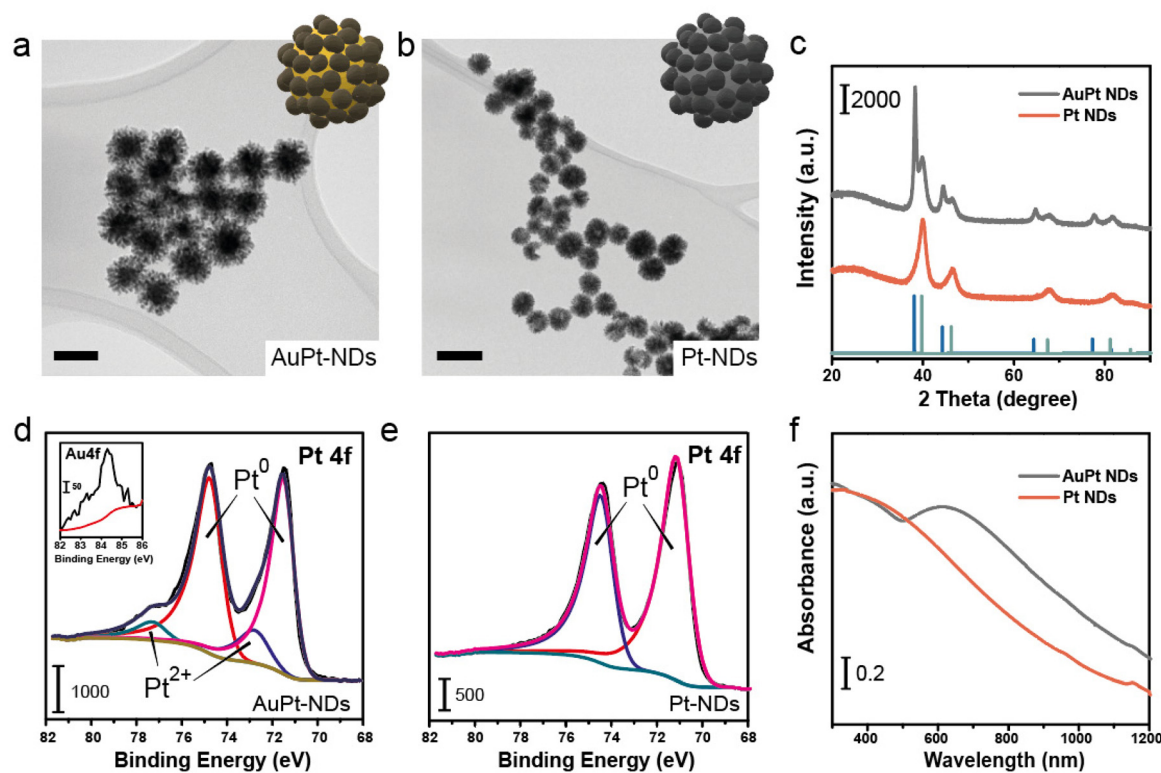 a
AuPt-NDs
b
Pt-NDs
c
2000
AuPt NDs
Pt NDs
Intensity (a.u.)
20 40 60 80
2 Theta (degree)
d
Pt 4f
Au4f
50
82 83 84 85 86
Binding Energy (eV)
Pt0
Pt2+
1000
AuPt-NDs
82 80 78 76 74 72 70 68
Binding Energy (eV)
e
Pt 4f
Pt0
500
Pt-NDs
82 80 78 76 74 72 70 68
Binding Energy (eV)
f
AuPt NDs
Pt NDs
Absorbance (a.u.)
0.2
400 600 800 1000 1200
Wavelength (nm)